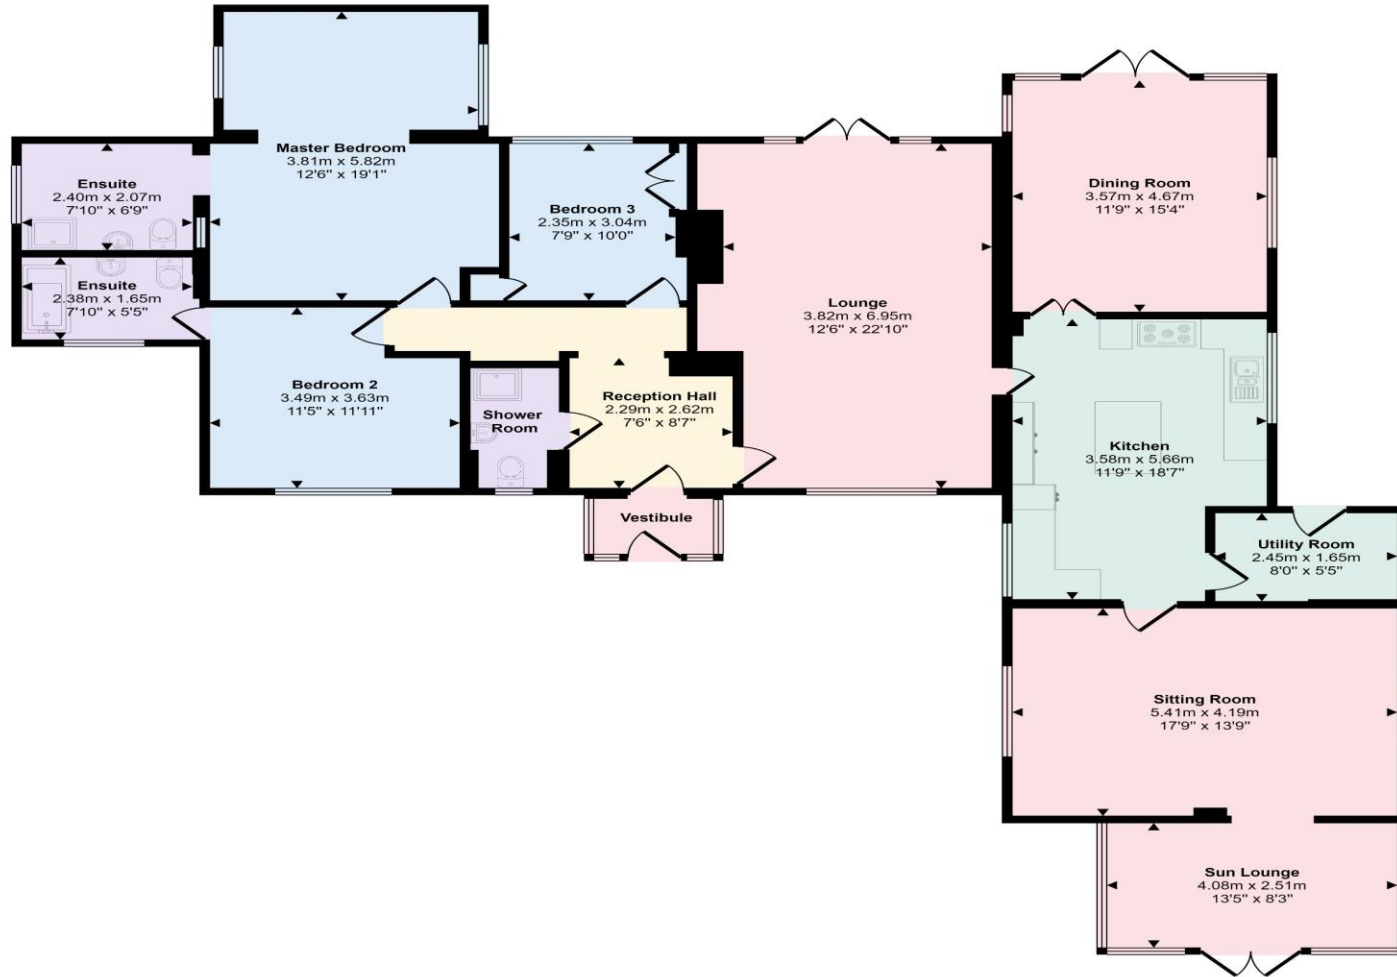 Master Bedroom
3.81m x 5.82m
12'6" x 19'1"
Ensuite
2.40m x 2.07m
7'10" x 6'9"
Bedroom 3
2.35m x 3.04m
7'9" x 10'0"
Dining Room
3.57m x 4.67m
11'9" x 15'4"
Ensuite
2.38m x 1.65m
7'10" x 5'5"
Lounge
3.82m x 6.95m
12'6" x 22'10"
Bedroom 2
3.49m x 3.63m
11'5" x 11'11"
Shower
Room
Reception Hall
2.29m x 2.62m
7'6" x 8'7"
Kitchen
3.58m x 5.66m
11'9" x 18'7"
Vestibule
Utility Room
2.45m x 1.65m
8'0" x 5'5"
Sitting Room
5.41m x 4.19m
17'9" x 13'9"
Sun Lounge
4.08m x 2.51m
13'5" x 8'3"